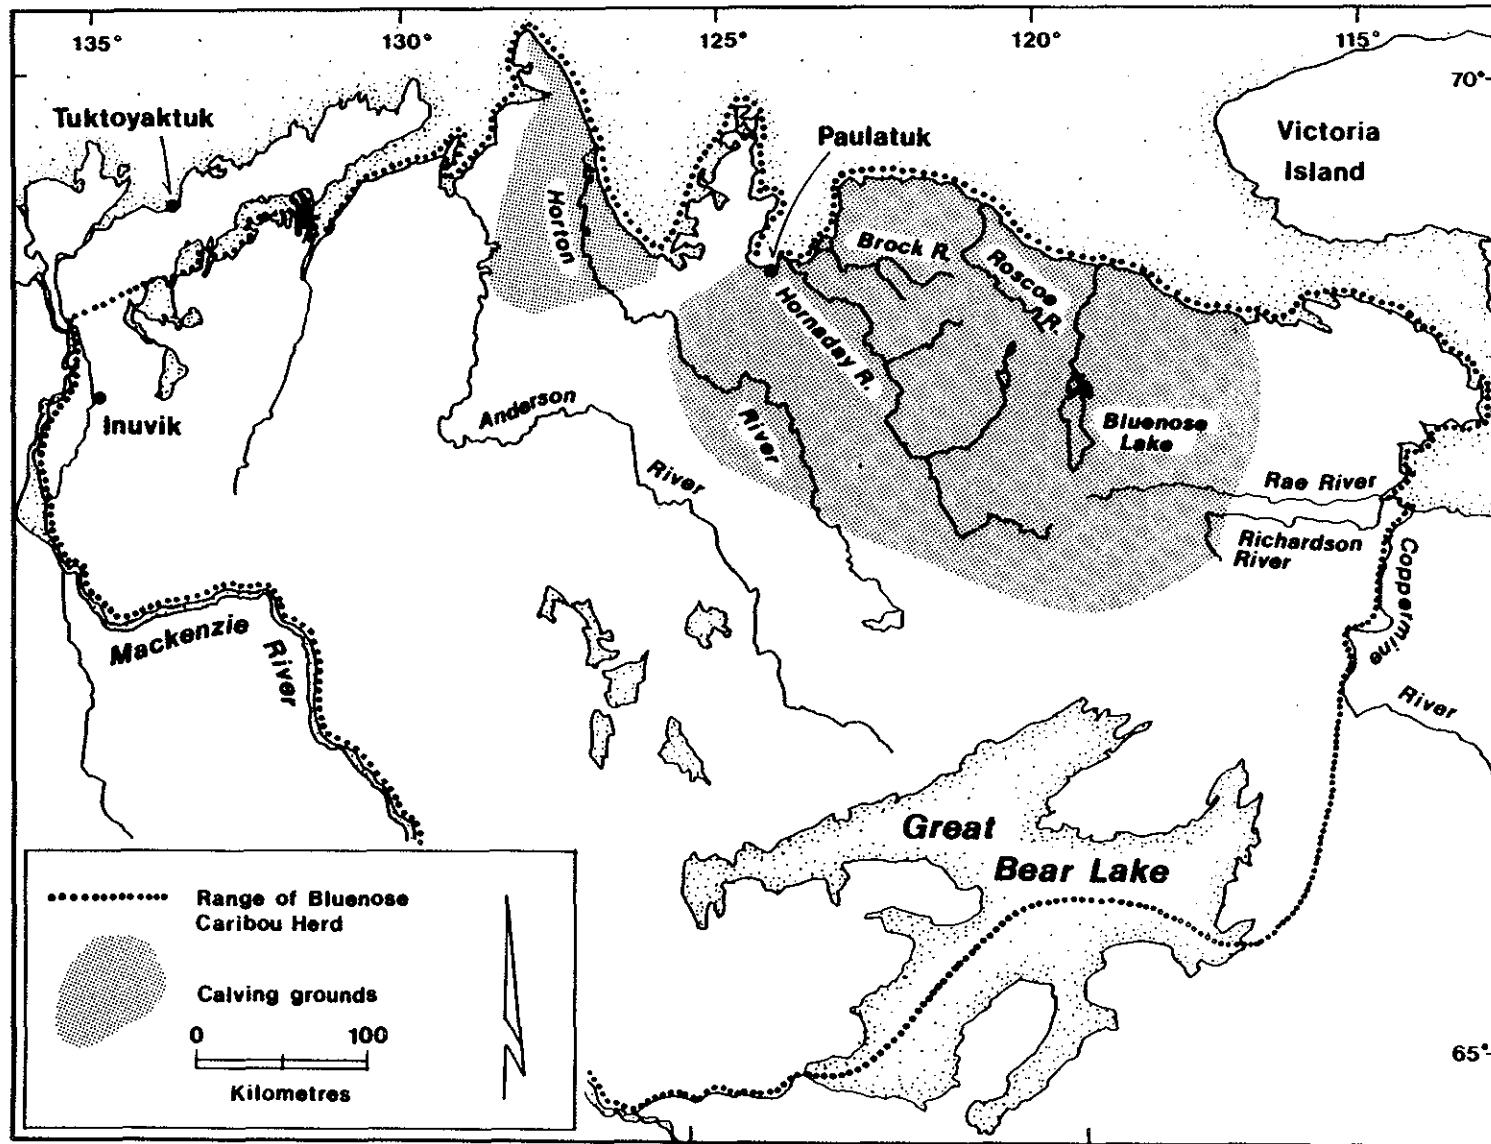 135°
130°
125°
120°
115°
70°
Tuktoyaktuk
Paulatuk
Victoria
Island
Horton
River
Brock R.
Roscoe
R.
Hornaday R.
Inuvik
Anderson
River
Bluenose
Lake
Rae River
Richardson
River
Coppermine
River
Mackenzie
River
Great
Bear Lake
65°
Range of Bluenose
Caribou Herd
Calving grounds
0 100
Kilometres
N